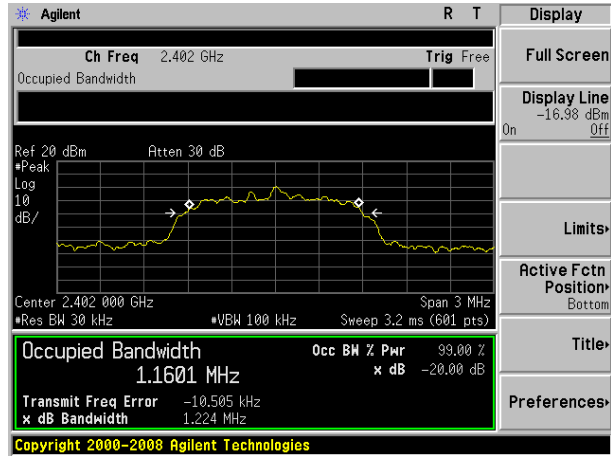 Agilent R T
Display
Ch Freq 2.402 GHz Trig Free
Occupied Bandwidth
Full Screen
Display Line
-16.98 dBm
On Off
Ref 20 dBm Atten 30 dB
#Peak
Log
10
dB/
Limits
Active Fctn
Position
Bottom
Center 2.402 000 GHz Span 3 MHz
#Res BW 30 kHz #VBW 100 kHz Sweep 3.2 ms (601 pts)
Title
Occupied Bandwidth Occ BW % Pwr 99.00 %
1.1601 MHz x dB -20.00 dB
Transmit Freq Error -10.505 kHz
x dB Bandwidth 1.224 MHz
Preferences
Copyright 2000-2008 Agilent Technologies